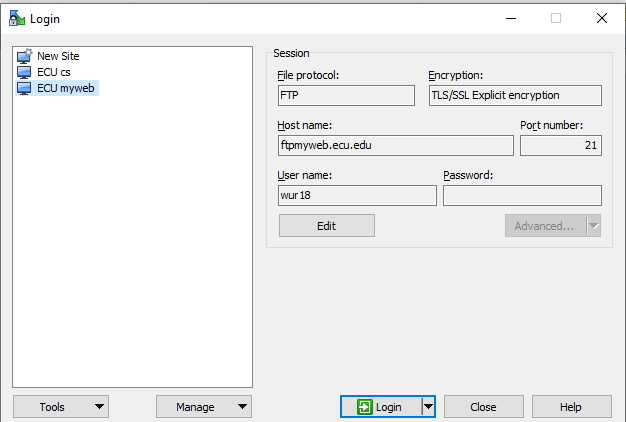 Login
New Site
ECU cs
ECU myweb
Session
File protocol: Encryption:
FTP TLS/SSL Explicit encryption
Host name: Port number:
ftpmyweb.ecu.edu 21
User name: Password:
wur18
Edit Advanced...
Tools Manage Login Close Help